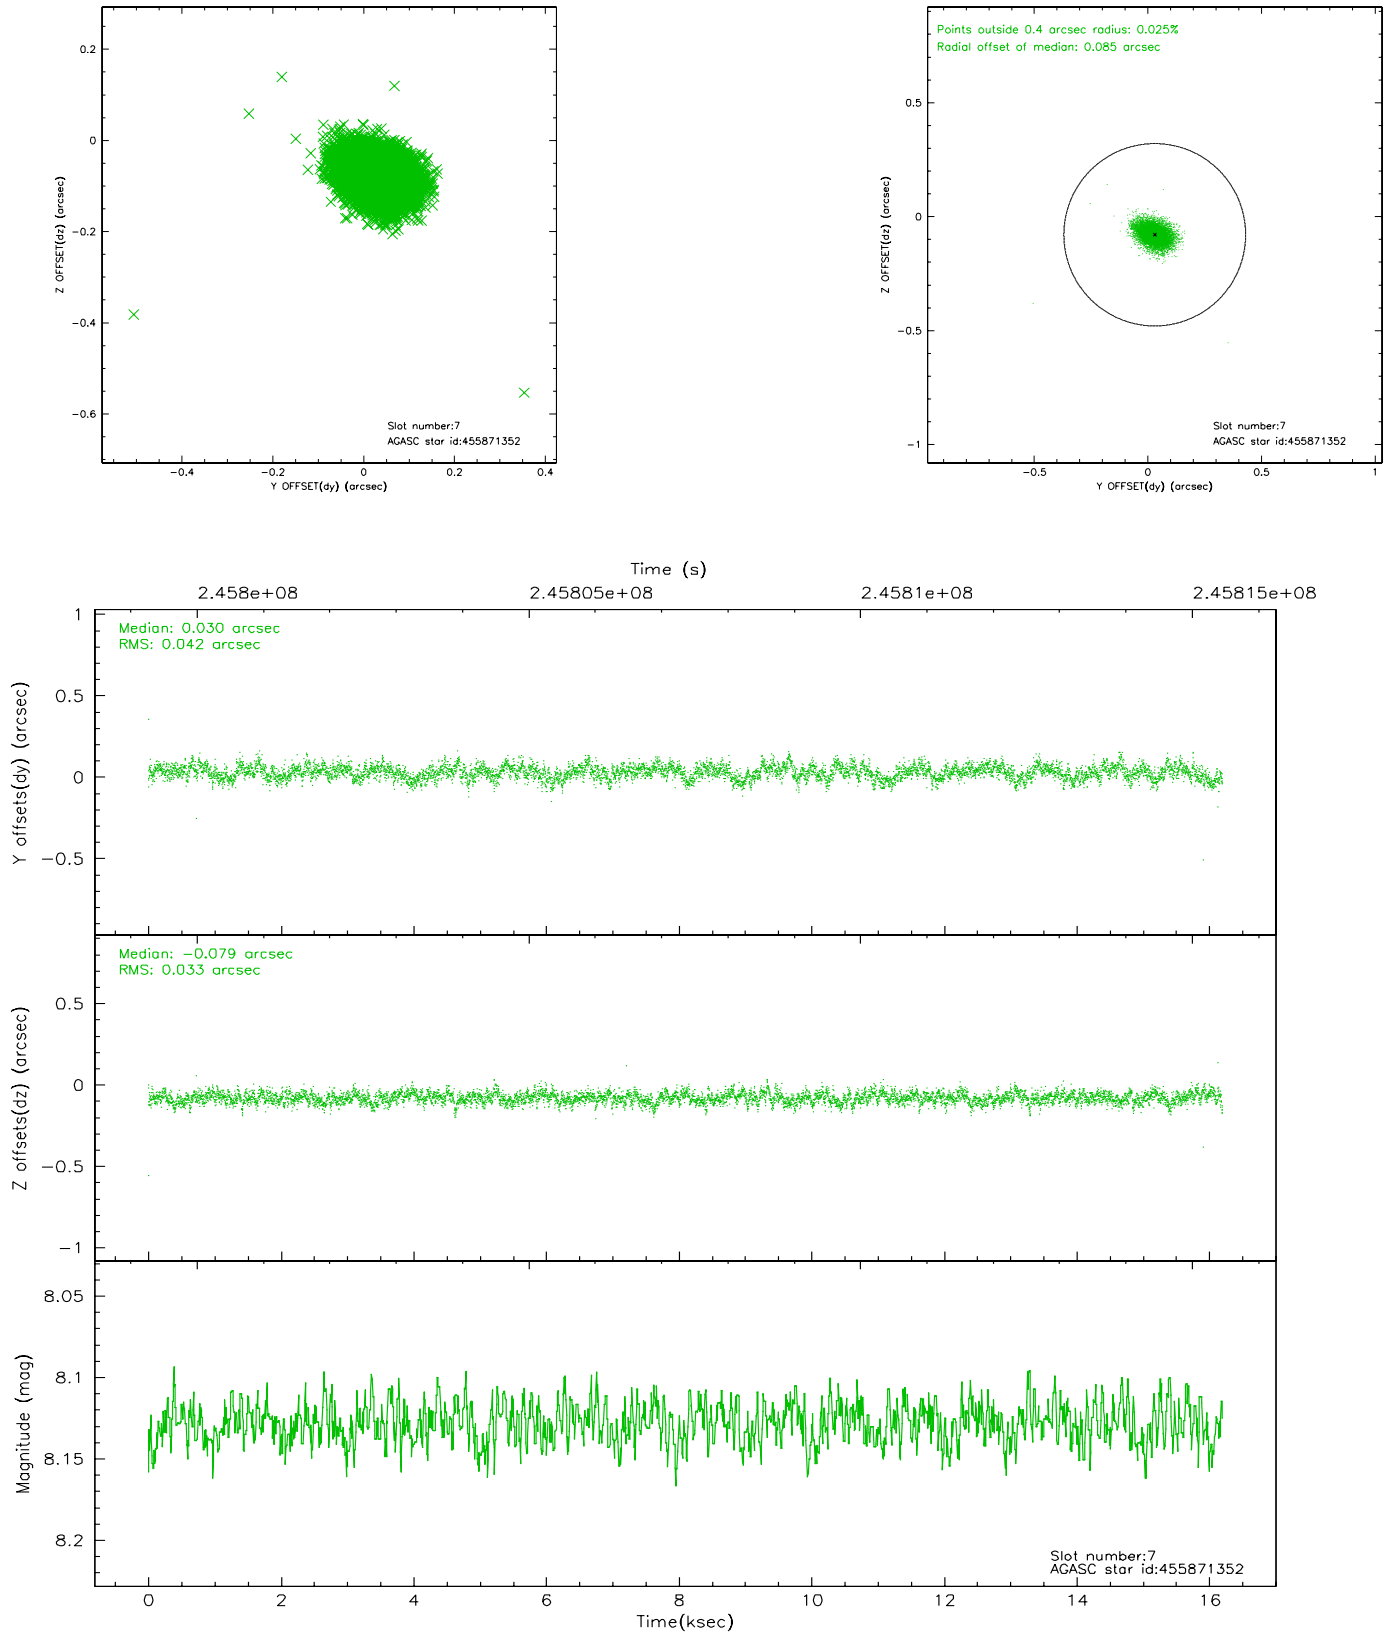 0.2
0
−0.2
−0.4
−0.6
Z OFFSET(dz) (arcsec)
Slot number:7
AGASC star id:455871352
−0.4 −0.2 0 0.2 0.4
Y OFFSET(dy) (arcsec)
Points outside 0.4 arcsec radius: 0.025%
Radial offset of median: 0.085 arcsec
0.5
0
−0.5
−1
Z OFFSET(dz) (arcsec)
Slot number:7
AGASC star id:455871352
−0.5 0 0.5 1
Y OFFSET(dy) (arcsec)
Time (s)
2.458e+08 2.45805e+08 2.4581e+08 2.45815e+08
Median: 0.030 arcsec
RMS: 0.042 arcsec
1
0.5
0
−0.5
Y offsets(dy) (arcsec)
Median: −0.079 arcsec
RMS: 0.033 arcsec
0.5
0
−0.5
−1
Z offsets(dz) (arcsec)
8.05
8.1
8.15
8.2
Magnitude (mag)
Slot number:7
AGASC star id:455871352
0 2 4 6 8 10 12 14 16
Time(ksec)